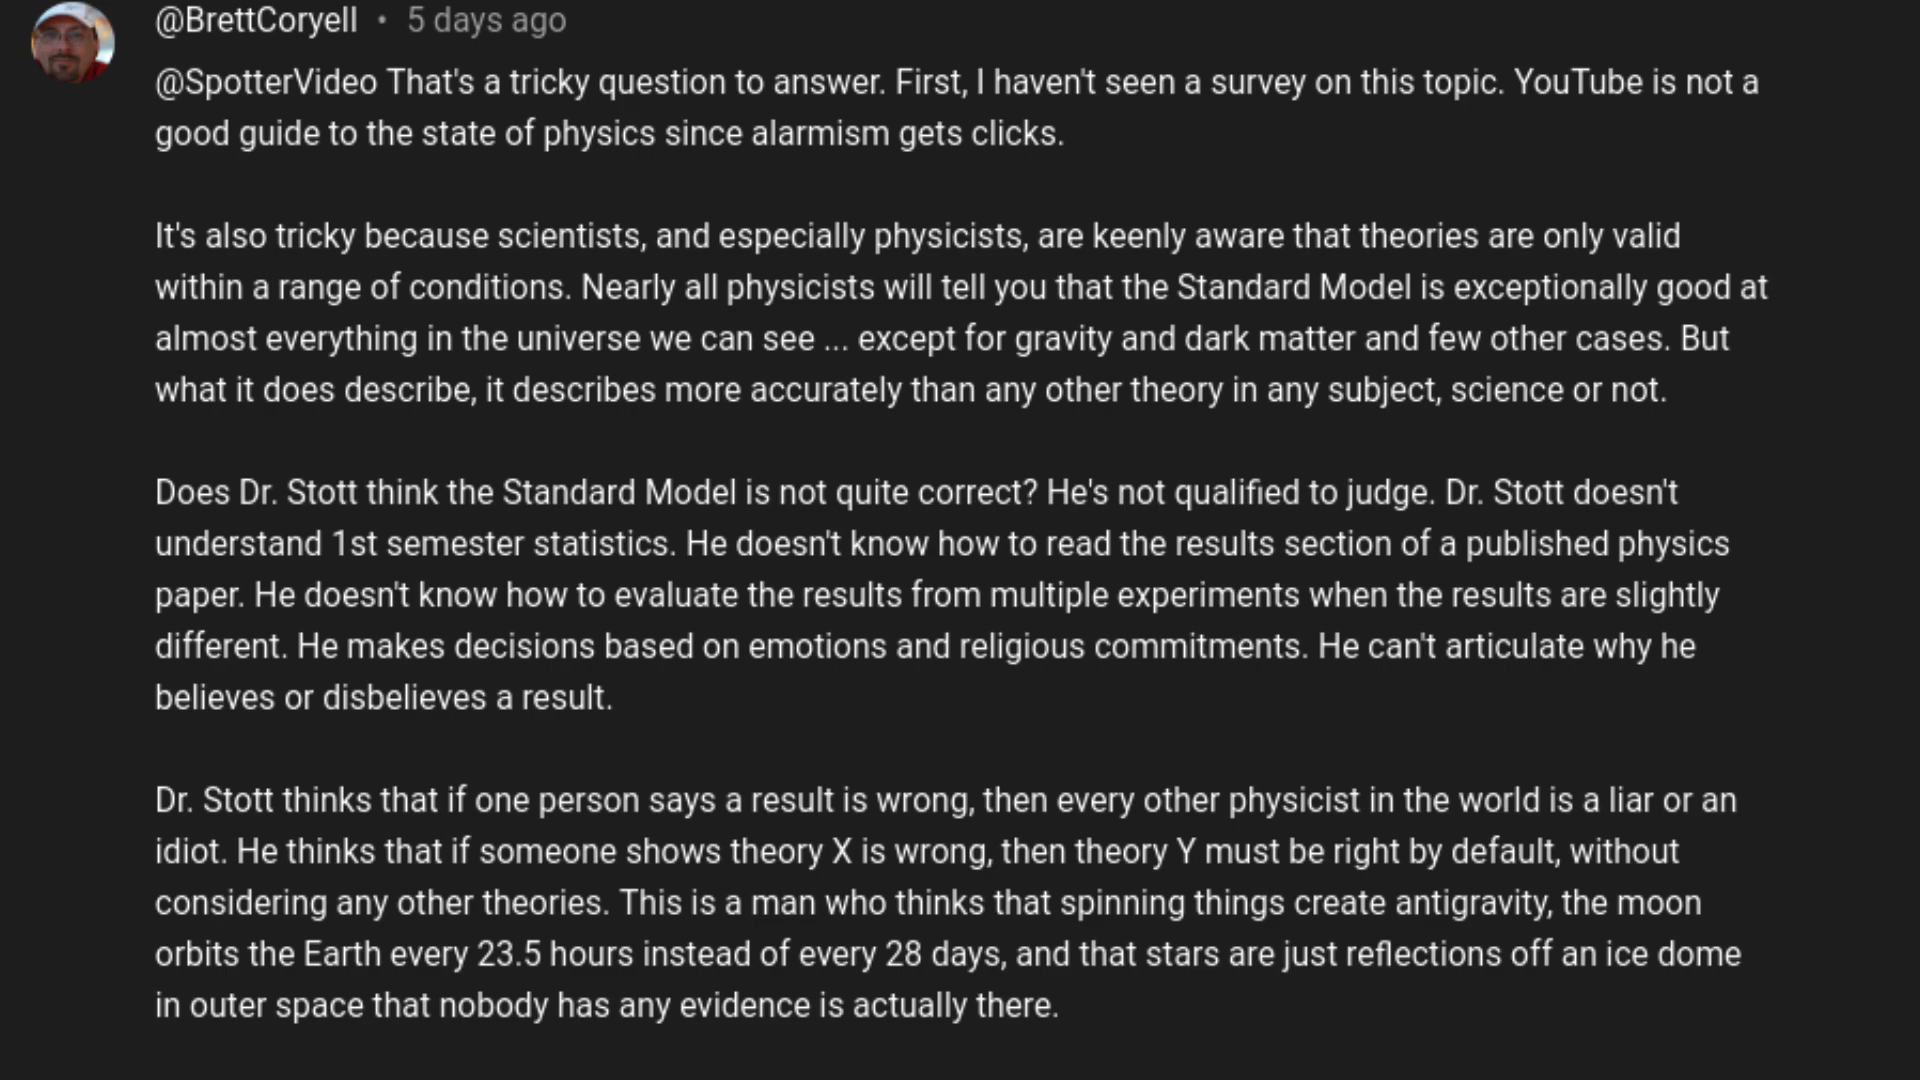 @BrettCoryell • 5 days ago
@SpotterVideo That's a tricky question to answer. First, I haven't seen a survey on this topic. YouTube is not a
good guide to the state of physics since alarmism gets clicks.
It's also tricky because scientists, and especially physicists, are keenly aware that theories are only valid
within a range of conditions. Nearly all physicists will tell you that the Standard Model is exceptionally good at
almost everything in the universe we can see ... except for gravity and dark matter and few other cases. But
what it does describe, it describes more accurately than any other theory in any subject, science or not.
Does Dr. Stott think the Standard Model is not quite correct? He's not qualified to judge. Dr. Stott doesn't
understand 1st semester statistics. He doesn't know how to read the results section of a published physics
paper. He doesn't know how to evaluate the results from multiple experiments when the results are slightly
different. He makes decisions based on emotions and religious commitments. He can't articulate why he
believes or disbelieves a result.
Dr. Stott thinks that if one person says a result is wrong, then every other physicist in the world is a liar or an
idiot. He thinks that if someone shows theory X is wrong, then theory Y must be right by default, without
considering any other theories. This is a man who thinks that spinning things create antigravity, the moon
orbits the Earth every 23.5 hours instead of every 28 days, and that stars are just reflections off an ice dome
in outer space that nobody has any evidence is actually there.